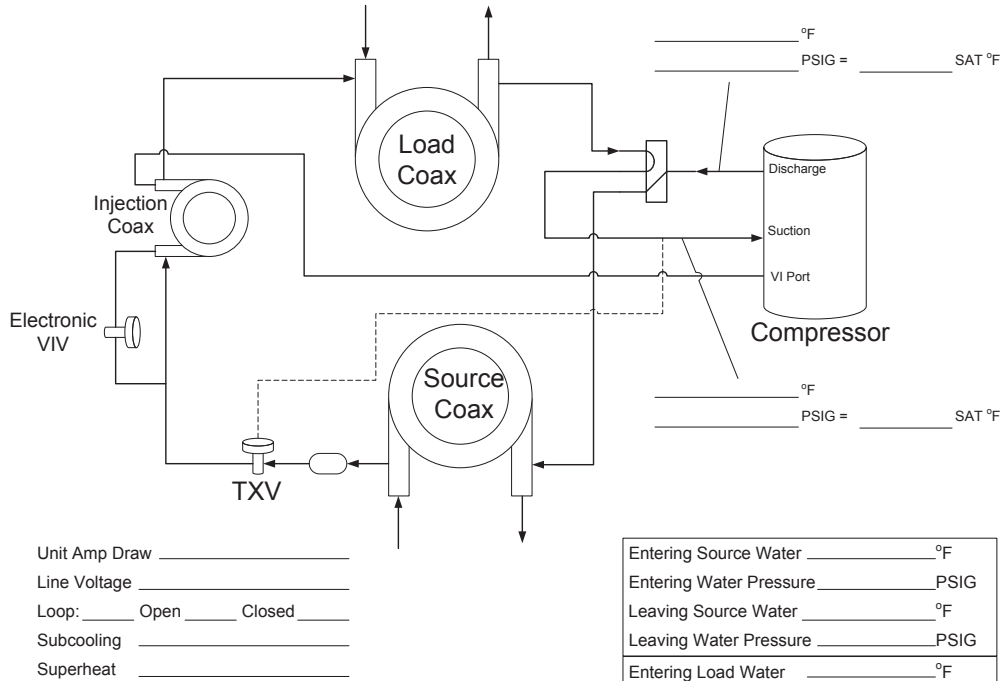 °F
PSIG = SAT °F
Load
Coax
Discharge
Injection
Coax
Suction
VI Port
Electronic
VIV
Compressor
Source
Coax
°F
PSIG = SAT °F
TXV
Unit Amp Draw
Line Voltage
Loop: Open Closed
Subcooling
Superheat
Entering Source Water °F
Entering Water Pressure PSIG
Leaving Source Water °F
Leaving Water Pressure PSIG
Entering Load Water °F